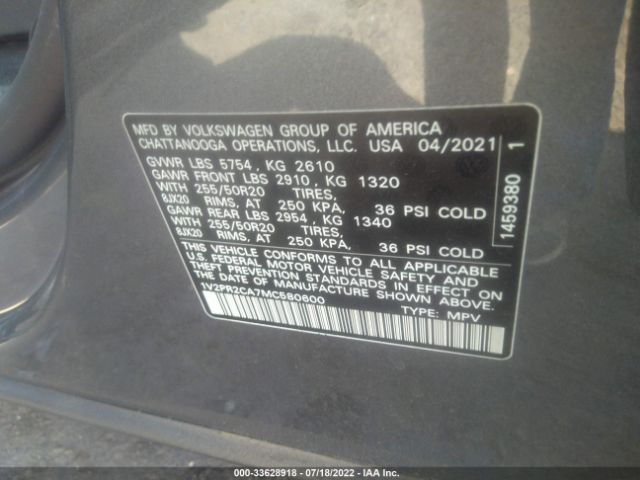 MFD BY VOLKSWAGEN GROUP OF AMERICA
CHATTANOOGA OPERATIONS, LLC. USA 04/2021
GVWR LBS 5754 , KG 2610
GAWR FRONT LBS 2910 , KG 1320
WITH 255/50R20 TIRES,
8JX20 RIMS, AT 250 KPA, 36 PSI COLD
GAWR REAR LBS 2954 , KG 1340
WITH 255/50R20 TIRES,
8JX20 RIMS, AT 250 KPA, 36 PSI COLD
THIS VEHICLE CONFORMS TO ALL APPLICABLE
U.S. FEDERAL MOTOR VEHICLE SAFETY AND
THEFT PREVENTION STANDARDS IN EFFECT ON
THE DATE OF MANUFACTURE SHOWN ABOVE.
1V2PR2CA7MC580600
TYPE: MPV
1459380 1
000-33628918 - 07/18/2022 - IAA Inc.